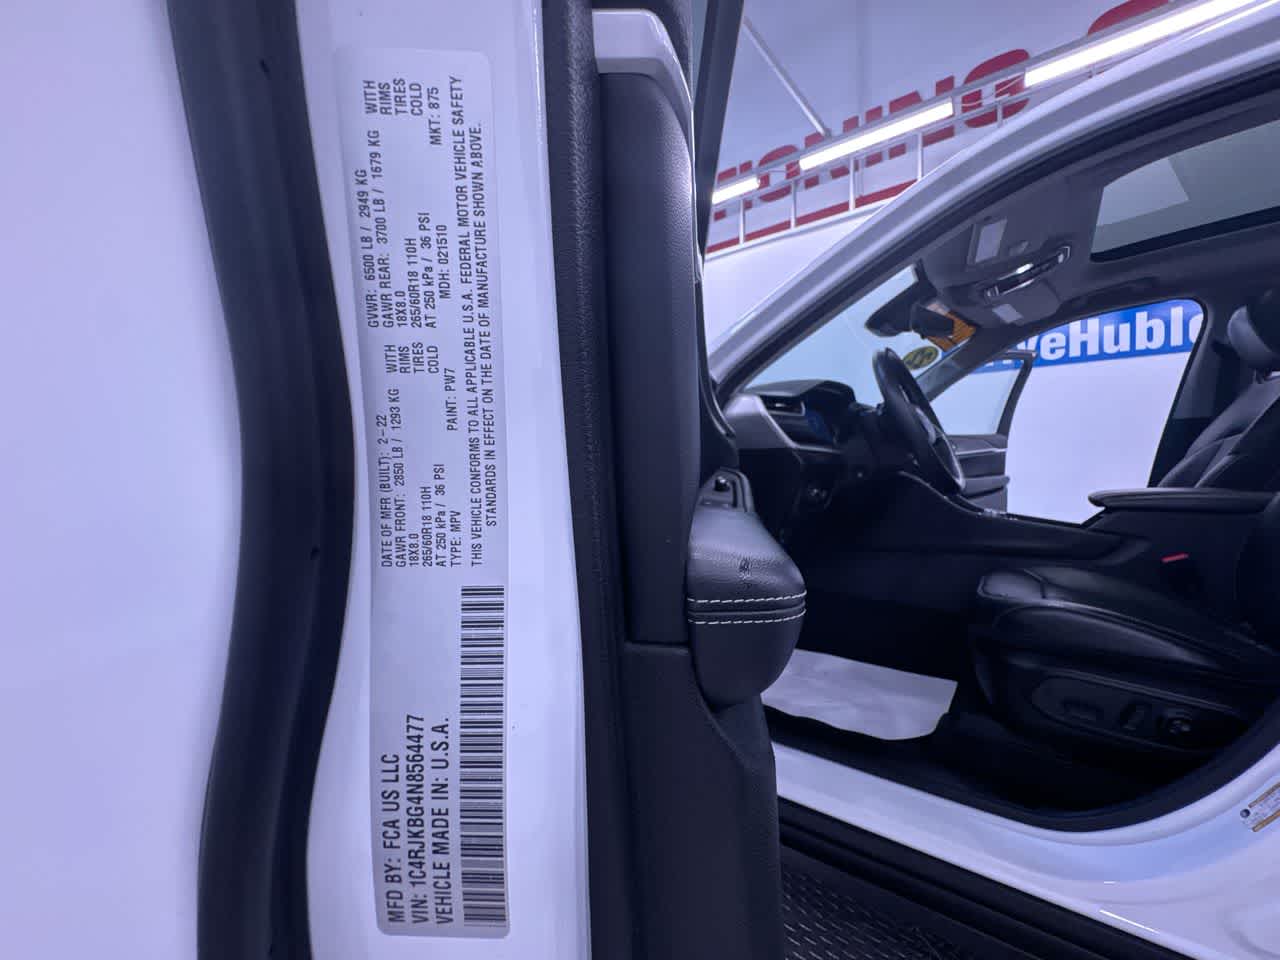 MFD BY: FCA US LLC
VIN: 1C4RJKBG4N8564477
VEHICLE MADE IN: U.S.A.
DATE OF MFR (BUILT): 2-22
GVWR: 6500 LB / 2949 KG
GAWR FRONT: 2850 LB / 1293 KG
WITH
18X8.0
RIMS
265/60R18 110H
TIRES
AT 250 kPa / 36 PSI
COLD
GAWR REAR: 3700 LB / 1679 KG
WITH
18X8.0
RIMS
265/60R18 110H
TIRES
AT 250 kPa / 36 PSI
COLD
TYPE: MPV
PAINT: PW7
MDH: 021510
MKT: 875
THIS VEHICLE CONFORMS TO ALL APPLICABLE U.S.A. FEDERAL MOTOR VEHICLE SAFETY
STANDARDS IN EFFECT ON THE DATE OF MANUFACTURE SHOWN ABOVE.
iveHuble